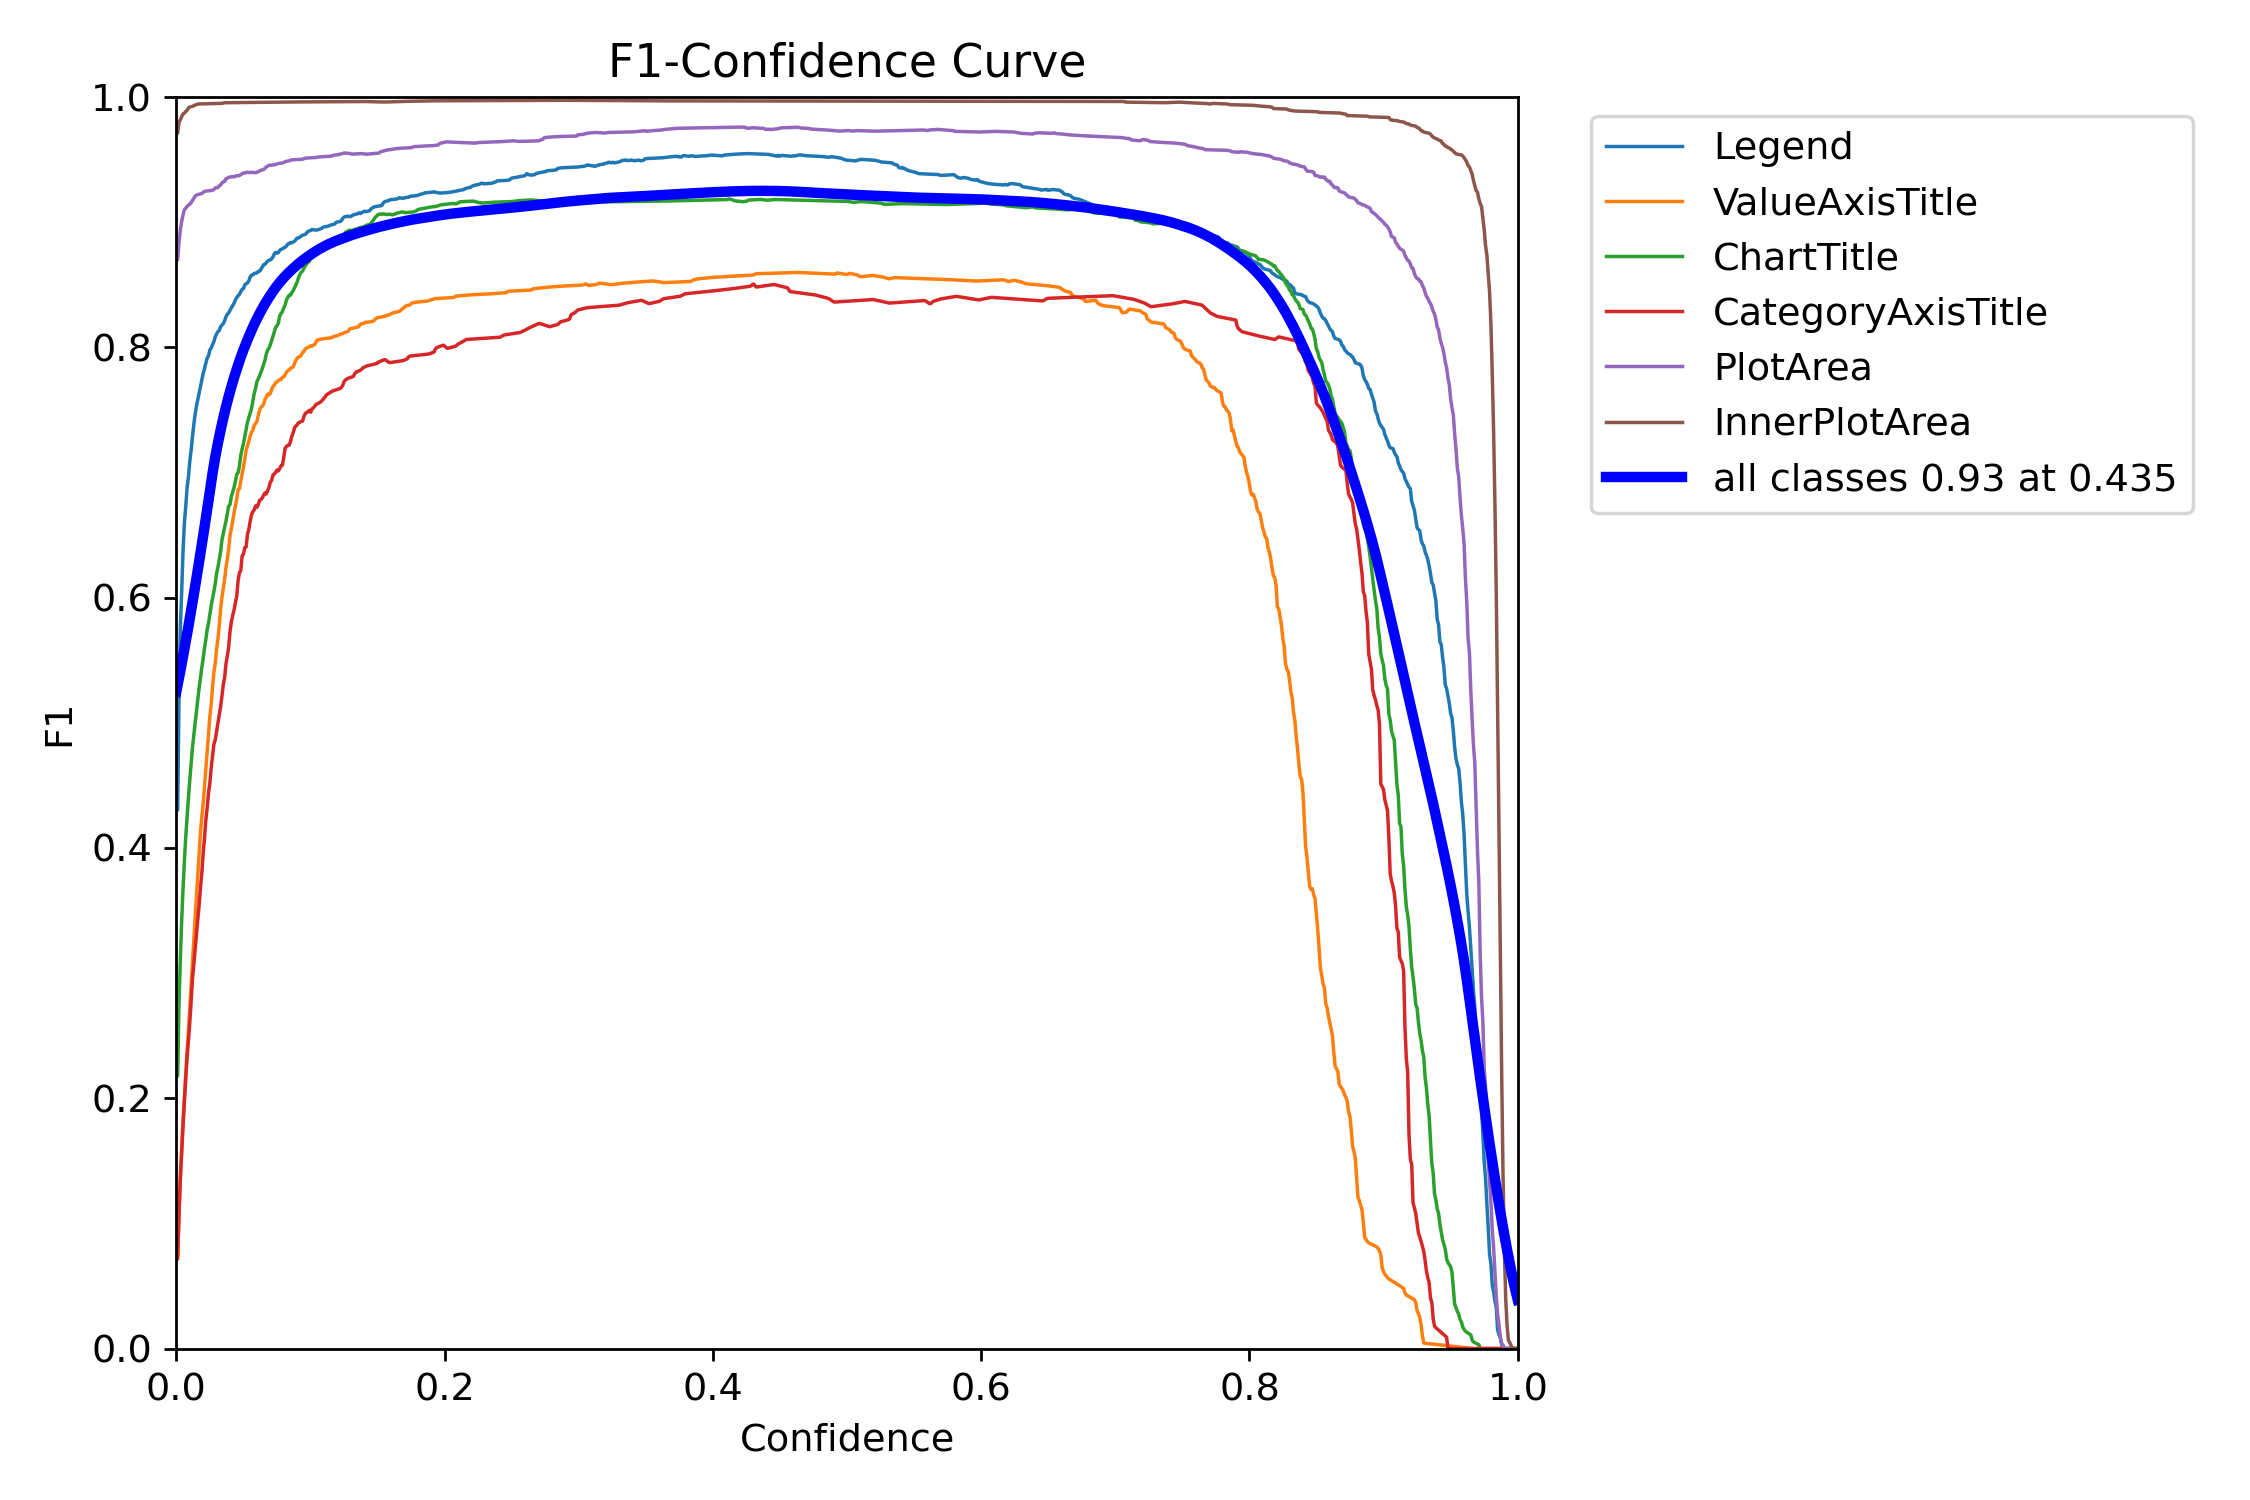 F1-Confidence Curve
1.0
0.8
0.6
0.4
0.2
0.0
F1
0.0 0.2 0.4 0.6 0.8 1.0
Confidence
Legend
ValueAxisTitle
ChartTitle
CategoryAxisTitle
PlotArea
InnerPlotArea
all classes 0.93 at 0.435